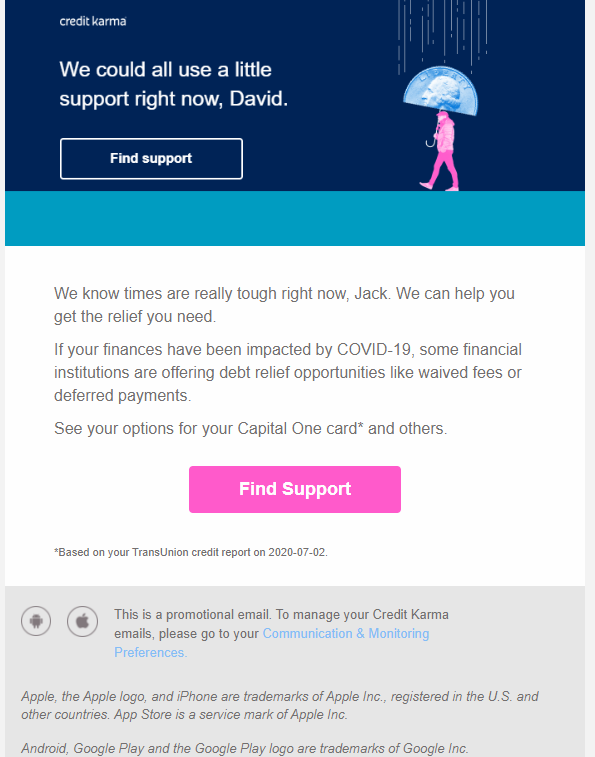 credit karma
We could all use a little
support right now, David.
Find support
We know times are really tough right now, Jack. We can help you
get the relief you need.
If your finances have been impacted by COVID-19, some financial
institutions are offering debt relief opportunities like waived fees or
deferred payments.
See your options for your Capital One card* and others.
Find Support
*Based on your TransUnion credit report on 2020-07-02.
This is a promotional email. To manage your Credit Karma
emails, please go to your Communication & Monitoring
Preferences.
Apple, the Apple logo, and iPhone are trademarks of Apple Inc., registered in the U.S. and
other countries. App Store is a service mark of Apple Inc.
Android, Google Play and the Google Play logo are trademarks of Google Inc.